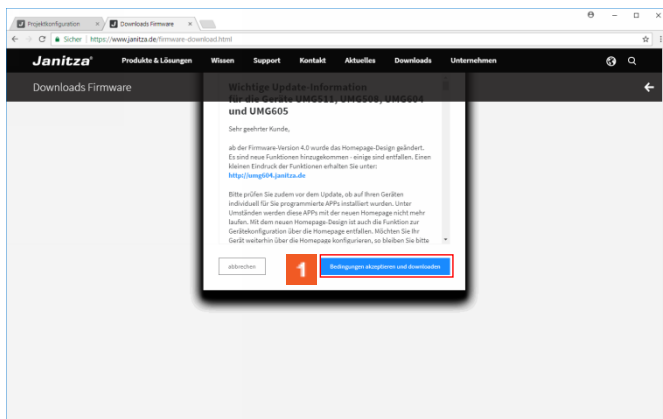 Projektkonfiguration
Downloads Firmware
Sicher | https://www.janitza.de/firmware-download.html
Janitza®
Produkte & Lösungen Wissen Support Kontakt Aktuelles Downloads Unternehmen
Downloads Firmware
Wichtige Update-Information
für die Geräte UMG511, UMG508, UMG604
und UMG605
Sehr geehrter Kunde,
ab der Firmware-Version 4.0 wurde das Homepage-Design geändert.
Es sind neue Funktionen hinzugekommen - einige sind entfallen. Einen
kleinen Eindruck der Funktionen erhalten Sie unter:
http://umg604.janitza.de
Bitte prüfen Sie zudem vor dem Update, ob auf Ihren Geräten
individuell für Sie programmierte APPs installiert wurden. Unter
Umständen werden diese APPs mit der neuen Homepage nicht mehr
laufen. Mit dem neuen Homepage-Design ist auch die Funktion zur
Gerätekonfiguration über die Homepage entfallen. Möchten Sie Ihr
Gerät weiterhin über die Homepage konfigurieren, so bleiben Sie bitte
abbrechen 1 Bedingungen akzeptieren und downloaden